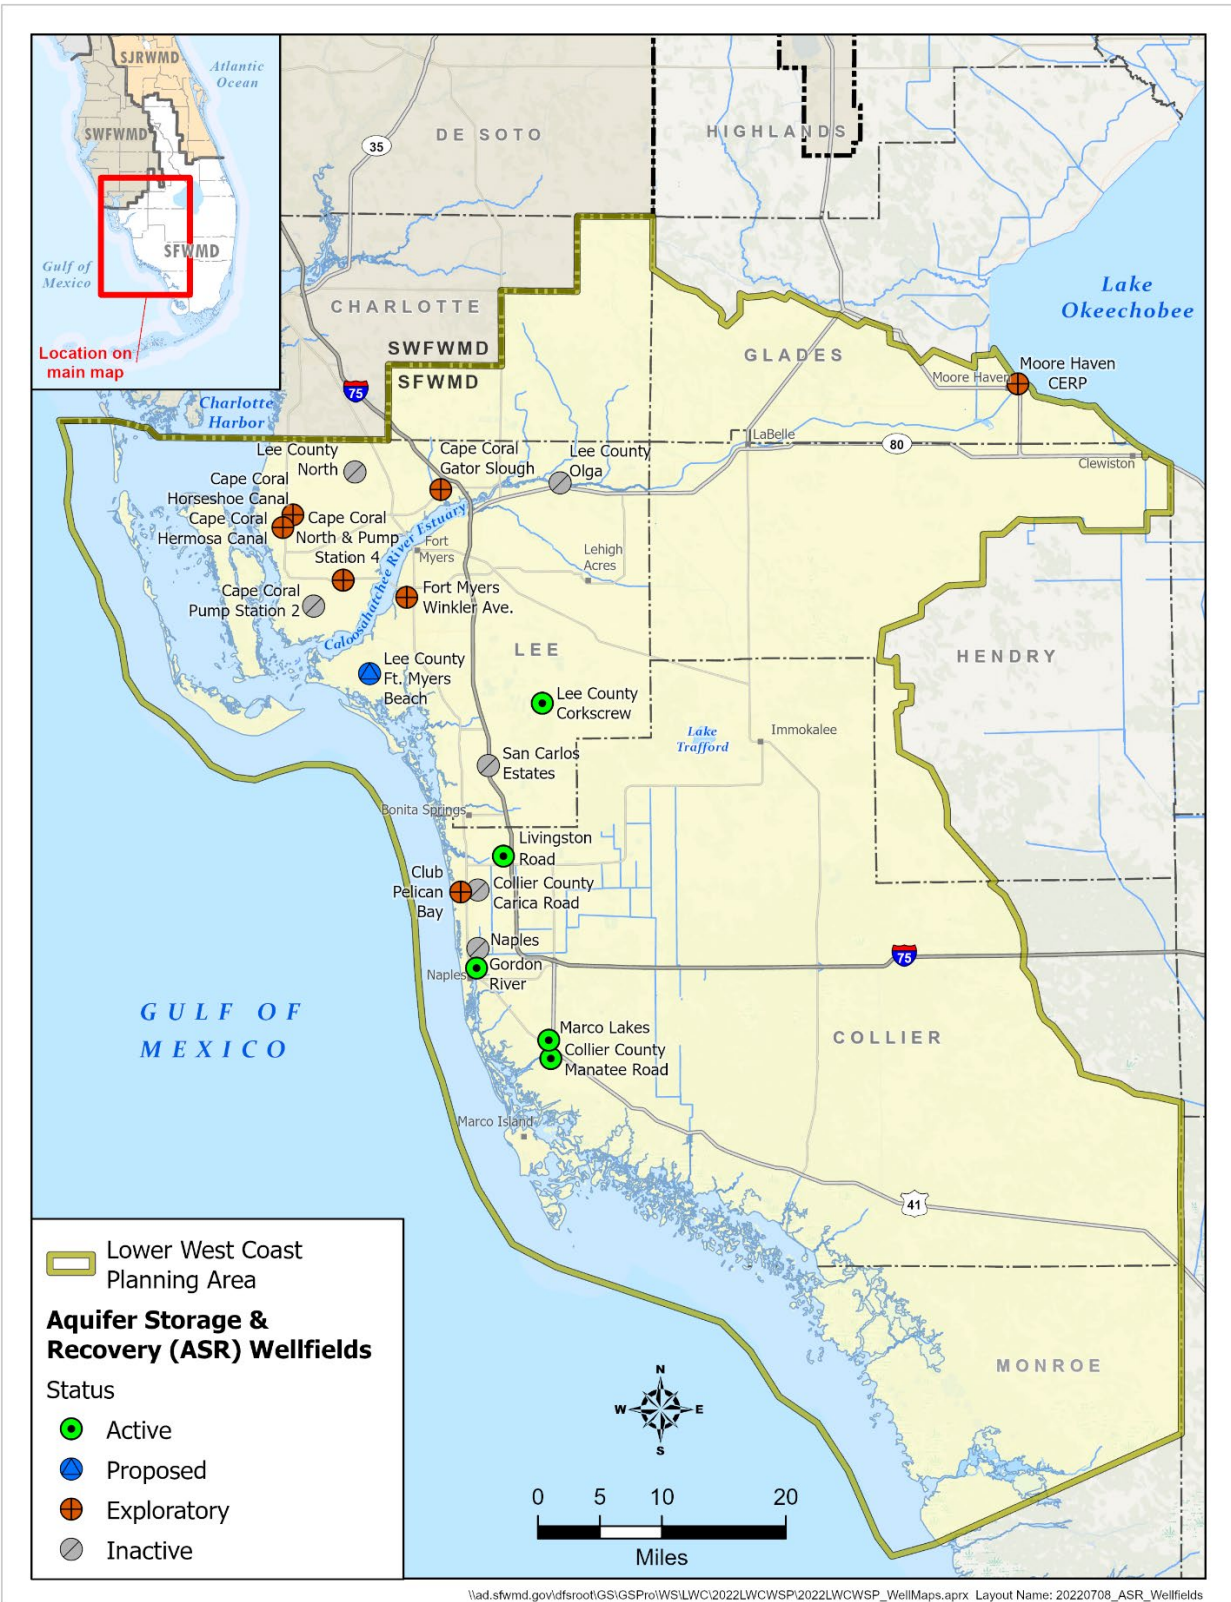 SJRWMD
Atlantic
Ocean
SWFWMD
SFWMD
Gulf of
Mexico
Location on
main map
DE SOTO
HIGHLANDS
35
CHARLOTTE
SWFWMD
SFWMD
75
GLADES
Lake
Okeechobee
Moore Haven
Moore Haven
CERP
Charlotte
Harbor
LaBelle
80
Clewiston
Lee County
North
Cape Coral
Gator Slough
Lee County
Olga
Cape Coral
Horseshoe Canal
Cape Coral
Hermosa Canal
Cape Coral
North & Pump
Station 4
Caloosahatchee River Estuary
Fort
Myers
Lehigh
Acres
Cape Coral
Pump Station 2
Fort Myers
Winkler Ave.
LEE
HENDRY
Lee County
Ft. Myers
Beach
Lee County
Corkscrew
Lake
Trafford
Immokalee
San Carlos
Estates
Bonita Springs
Livingston
Road
Club
Pelican
Bay
Collier County
Carica Road
Naples
Naples
Gordon
River
75
GULF OF
MEXICO
Marco Lakes
Collier County
Manatee Road
COLLIER
Marco Island
41
MONROE
Lower West Coast
Planning Area
Aquifer Storage &
Recovery (ASR) Wellfields
Status
Active
Proposed
Exploratory
Inactive
N
W E
S
0 5 10 20
Miles
\\ad.sfwmd.gov\dfsroot\GS\GSPro\WS\LWC\2022LWCWSP\2022LWCWSP_WellMaps.aprx Layout Name: 20220708_ASR_Wellfields